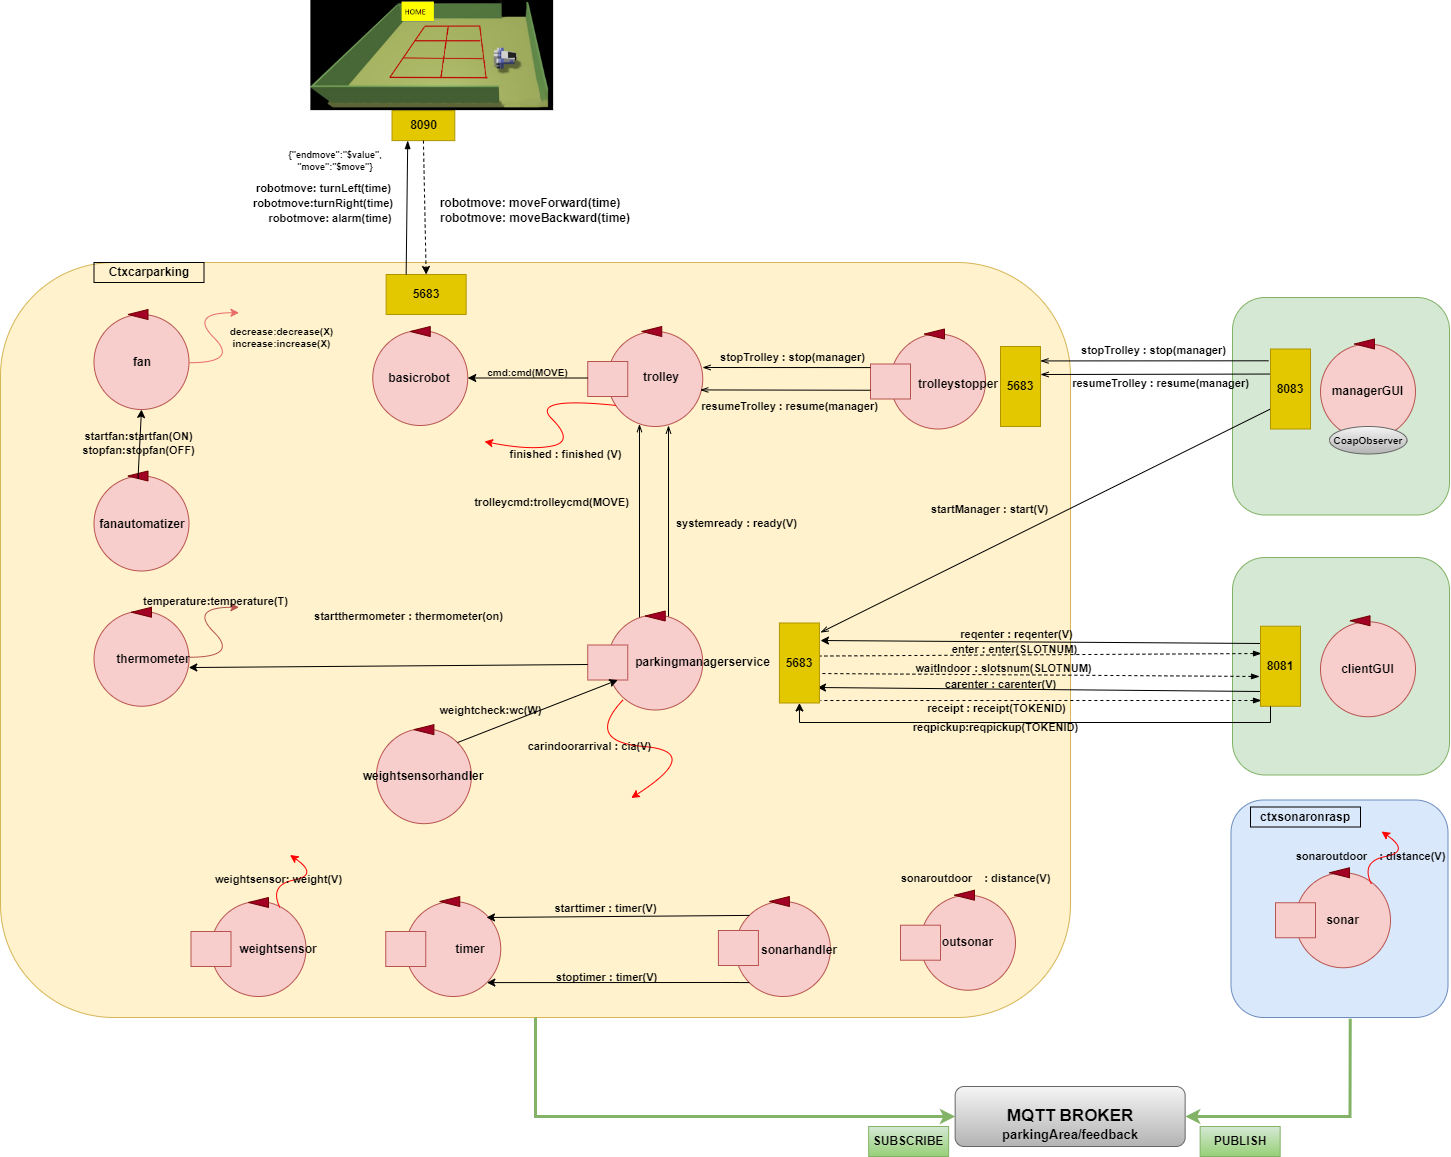 HOME
8090
{"endmove":"$value",
"move":"$move"}
robotmove: turnLeft(time)
robotmove:turnRight(time)
robotmove: alarm(time)
robotmove: moveForward(time)
robotmove: moveBackward(time)
Ctxcarparking
5683
decrease:decrease(X)
increase:increase(X)
fan
basicrobot
cmd:cmd(MOVE)
trolley
stopTrolley : stop(manager)
resumeTrolley : resume(manager)
trolleystopper
5683
stopTrolley : stop(manager)
resumeTrolley : resume(manager)
8083
managerGUI
CoapObserver
startfan:startfan(ON)
stopfan:stopfan(OFF)
finished : finished (V)
fanautomatizer
trolleycmd:trolleycmd(MOVE)
systemready : ready(V)
startManager : start(V)
temperature:temperature(T)
startthermometer : thermometer(on)
thermometer
parkingmanagerservice
5683
reqenter : reqenter(V)
enter : enter(SLOTNUM)
waitIndoor : slotsnum(SLOTNUM)
carenter : carenter(V)
receipt : receipt(TOKENID)
reqpickup:reqpickup(TOKENID)
8081
clientGUI
weightcheck:wc(W)
carindoorarrival : cia(V)
weightsensorhandler
ctxsonaronrasp
sonaroutdoor : distance(V)
sonar
weightsensor: weight(V)
weightsensor
timer
starttimer : timer(V)
stoptimer : timer(V)
sonarhandler
sonaroutdoor : distance(V)
outsonar
MQTT BROKER
parkingArea/feedback
SUBSCRIBE
PUBLISH